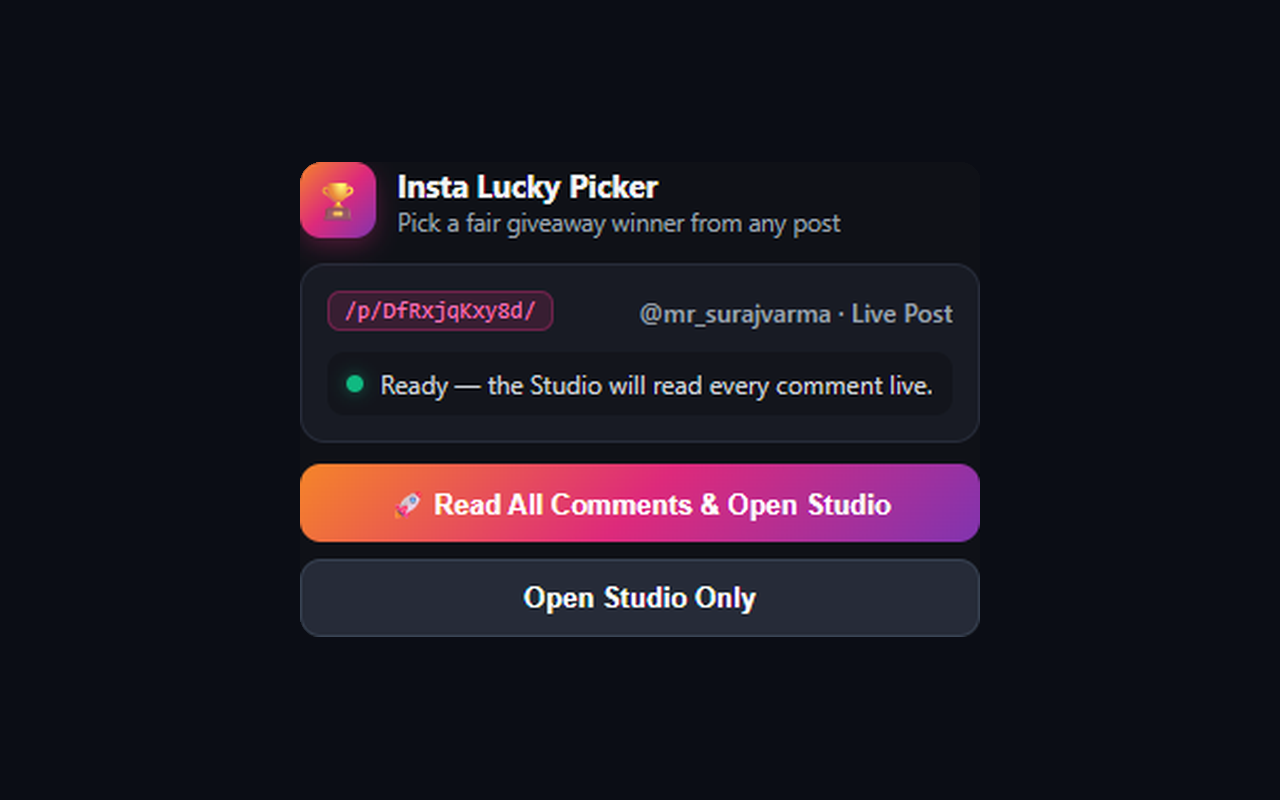 Insta Lucky Picker
Pick a fair giveaway winner from any post
/p/DfRxjqKxy8d/
@mr_surajvarma · Live Post
Ready — the Studio will read every comment live.
🚀 Read All Comments & Open Studio
Open Studio Only